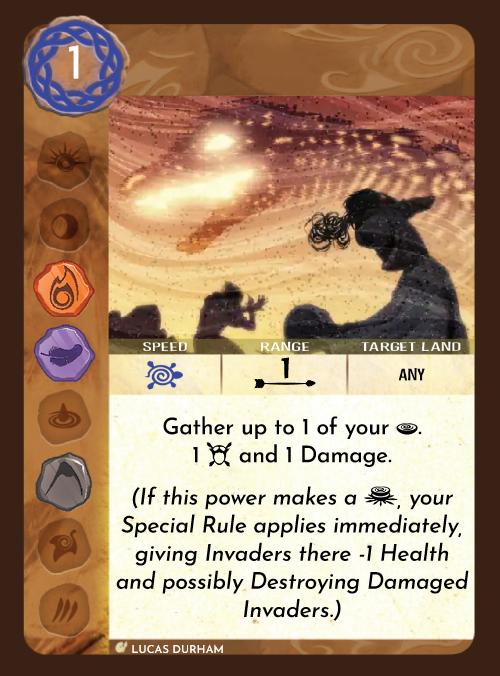 1
SPEED RANGE TARGET LAND
1 ANY
Gather up to 1 of your .
1 and 1 Damage.
(If this power makes a , your
Special Rule applies immediately,
giving Invaders there -1 Health
and possibly Destroying Damaged
Invaders.)
LUCAS DURHAM